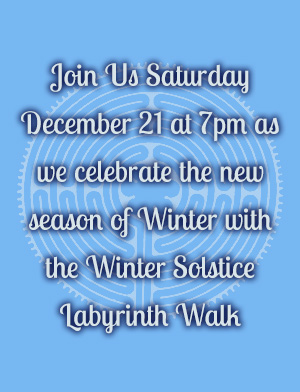 Join Us Saturday
December 21 at 7pm as
we celebrate the new
season of Winter with
the Winter Solstice
Labyrinth Walk